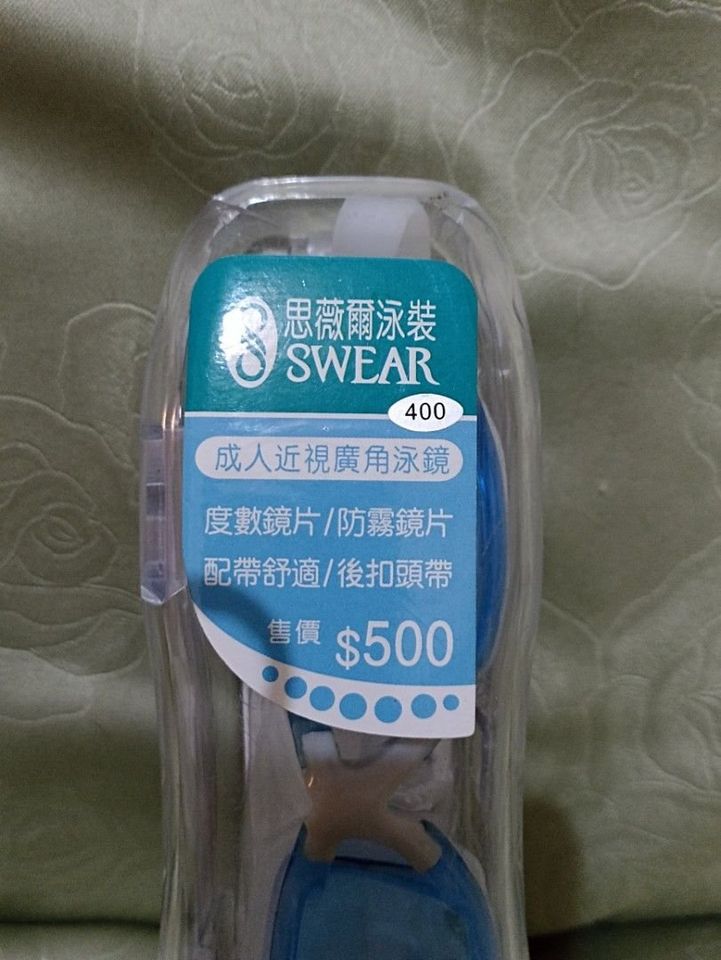 思薇爾泳裝
SWEAR
400
成人近視廣角泳鏡
度數鏡片/防霧鏡片
配帶舒適/後扣頭帶
售價 $500